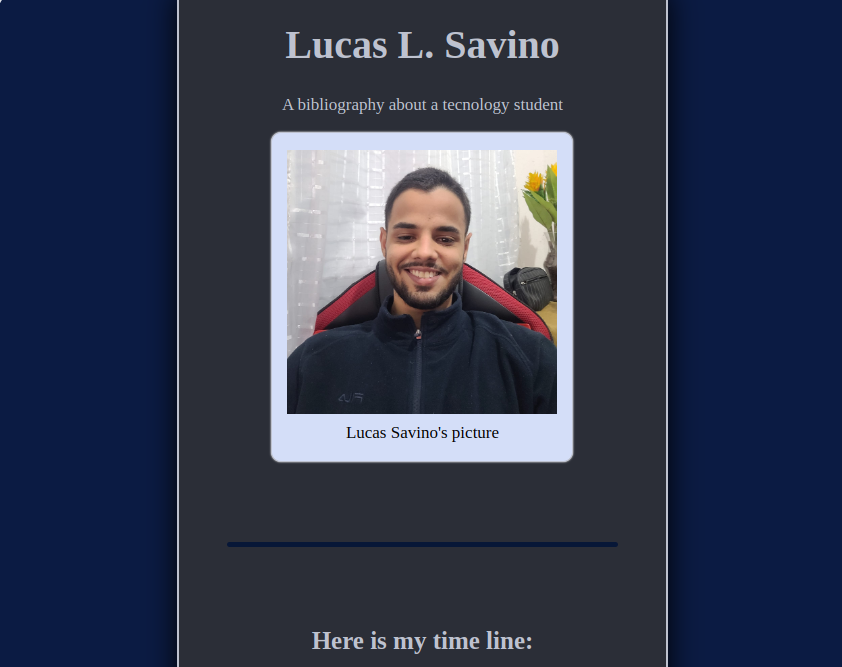 Lucas L. Savino
A bibliography about a tecnology student
Lucas Savino's picture
Here is my time line: